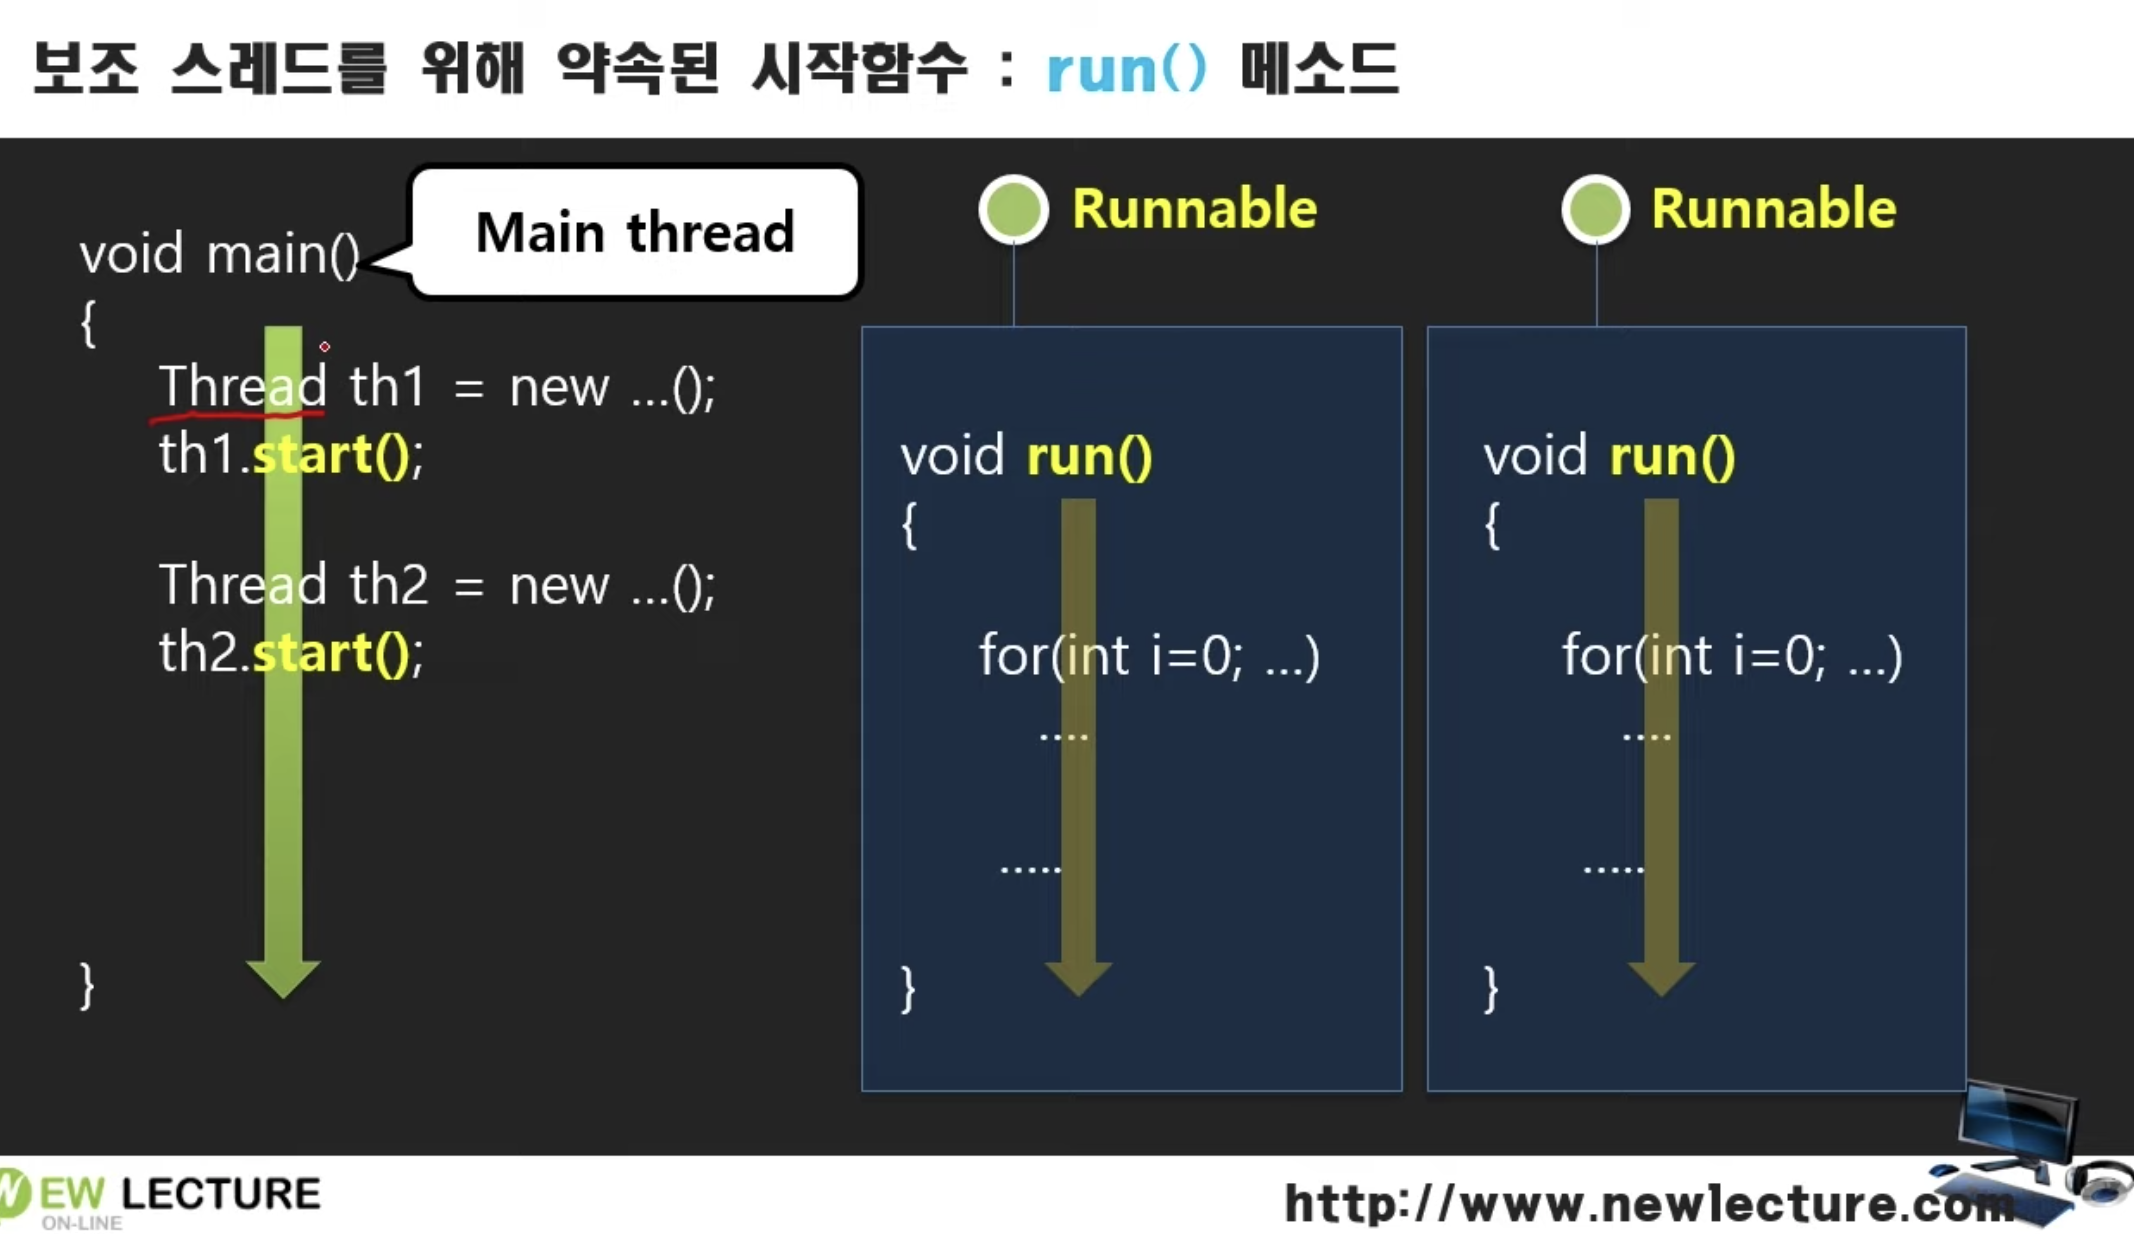 보조 스레드를 위해 약속된 시작함수 : run() 메소드
void main()
Main thread
{
Thread th1 = new ...();
th1.start();
Thread th2 = new ...();
th2.start();
}
Runnable
void run()
{
for(int i=0; ...)
....
.....
}
Runnable
void run()
{
for(int i=0; ...)
....
.....
}
NEW LECTURE
ON-LINE
http://www.newlecture.com